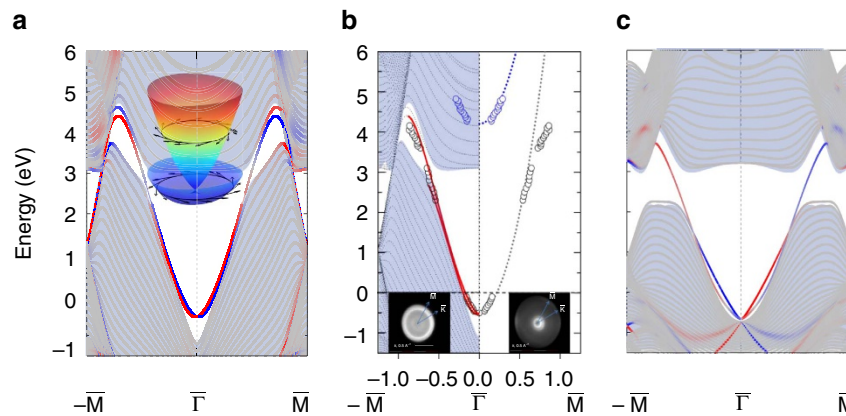 a b c
6 6
5 5
4 4
3 3
2 2
1 1
0 0
−1 −1
Energy (eV)
M̅ M̅
K̅ K̅
−1.0 −0.5 0.0 0.5 1.0
−M̅ Γ̅ M̅ −M̅ Γ̅ M̅ −M̅ Γ̅ M̅